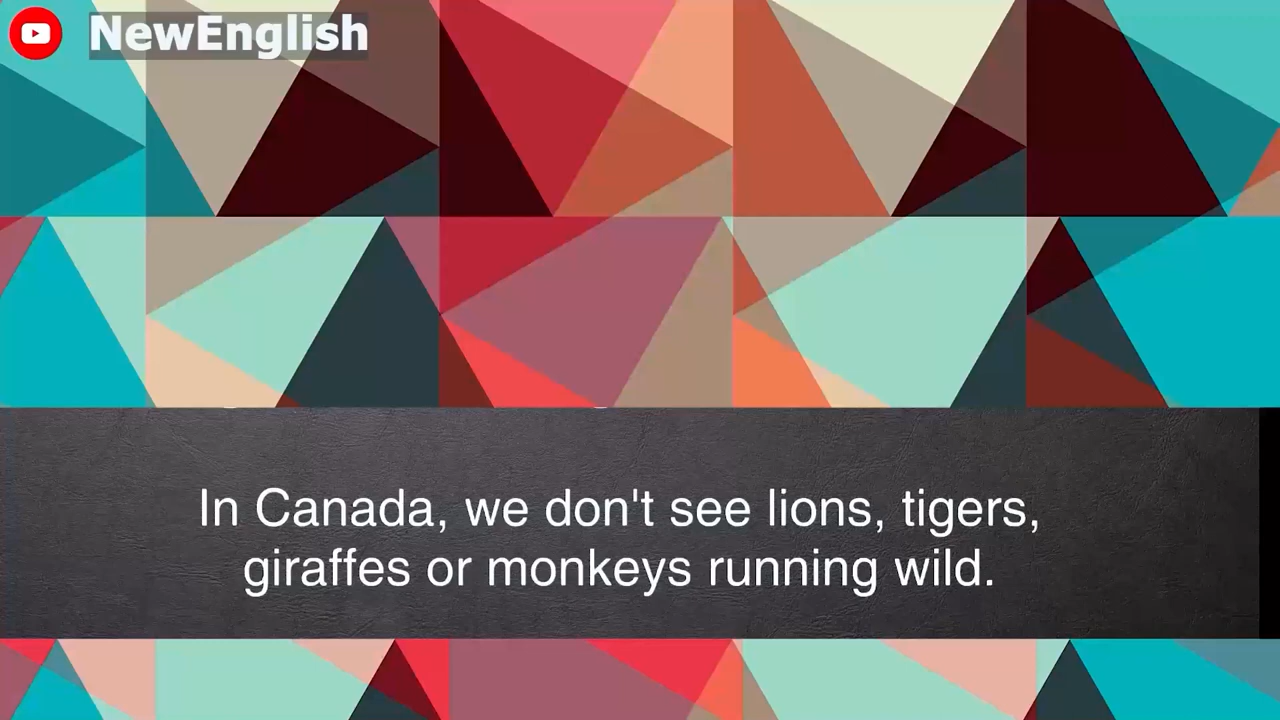 NewEnglish
In Canada, we don't see lions, tigers,
giraffes or monkeys running wild.